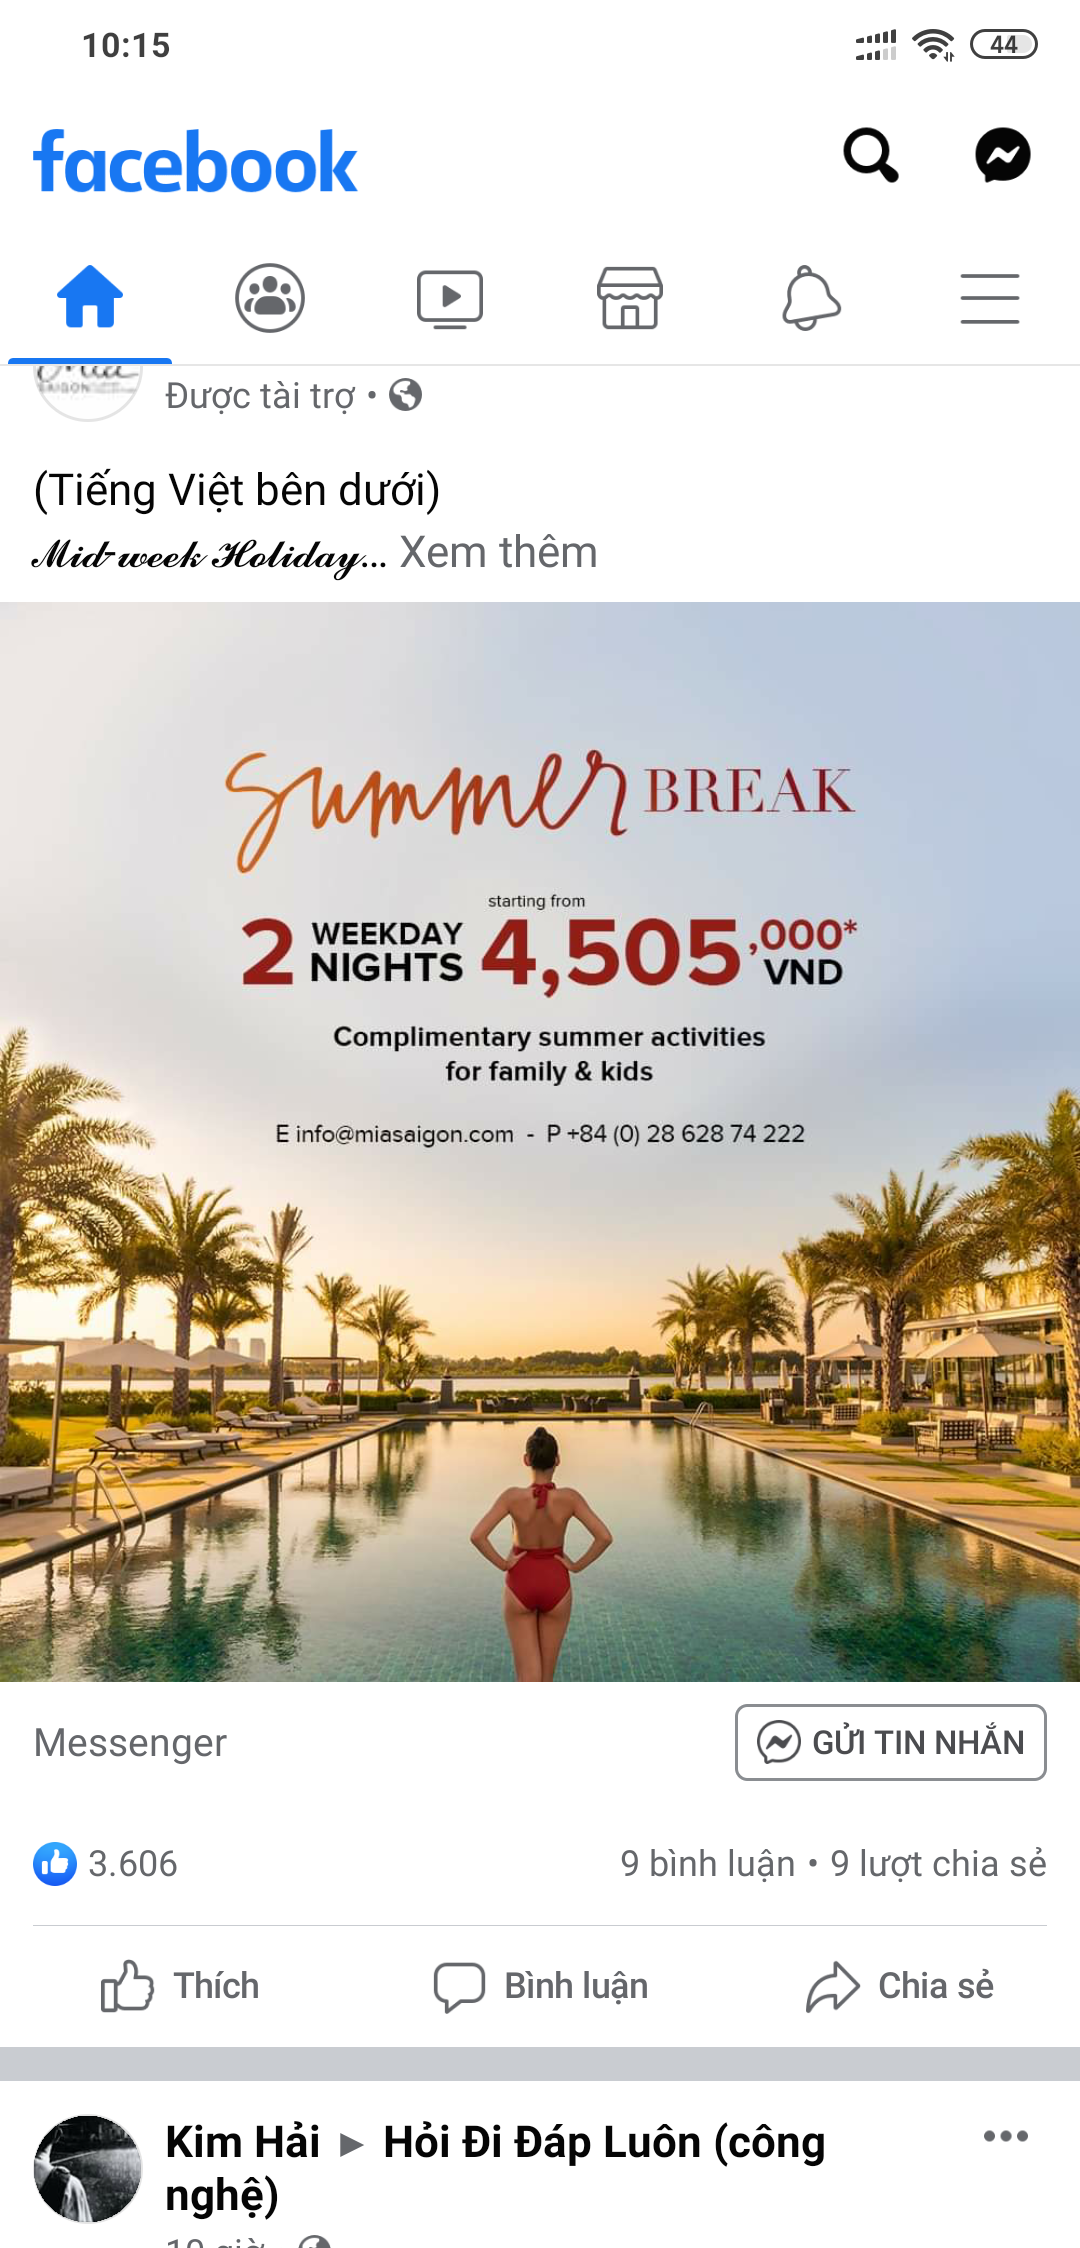 10:15
44
facebook
Được tài trợ •
SAIGON
(Tiếng Việt bên dưới)
𝓜𝓲𝓭-𝔀𝓮𝓮𝓴 𝓗𝓸𝓵𝓲𝓭𝓪𝔂... Xem thêm
summer BREAK
starting from
2 WEEKDAY NIGHTS 4,505,000* VND
Complimentary summer activities
for family & kids
E info@miasaigon.com - P +84 (0) 28 628 74 222
Messenger
GỬI TIN NHẮN
3.606
9 bình luận • 9 lượt chia sẻ
Thích
Bình luận
Chia sẻ
Kim Hải ▶ Hỏi Đi Đáp Luôn (công
nghệ)